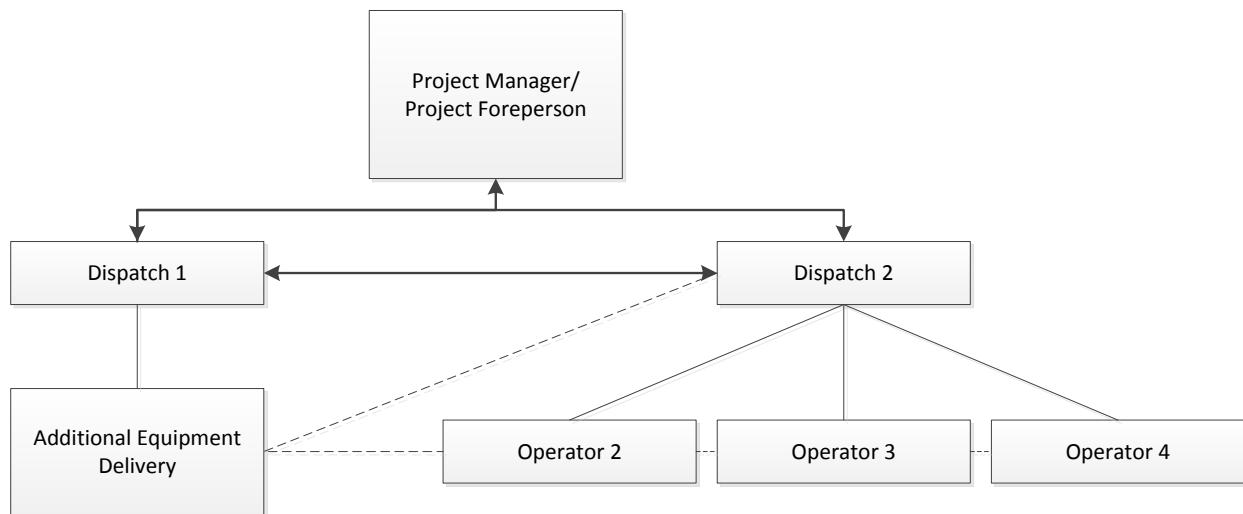 Project Manager/
Project Foreperson
Dispatch 1
Dispatch 2
Additional Equipment
Delivery
Operator 2
Operator 3
Operator 4